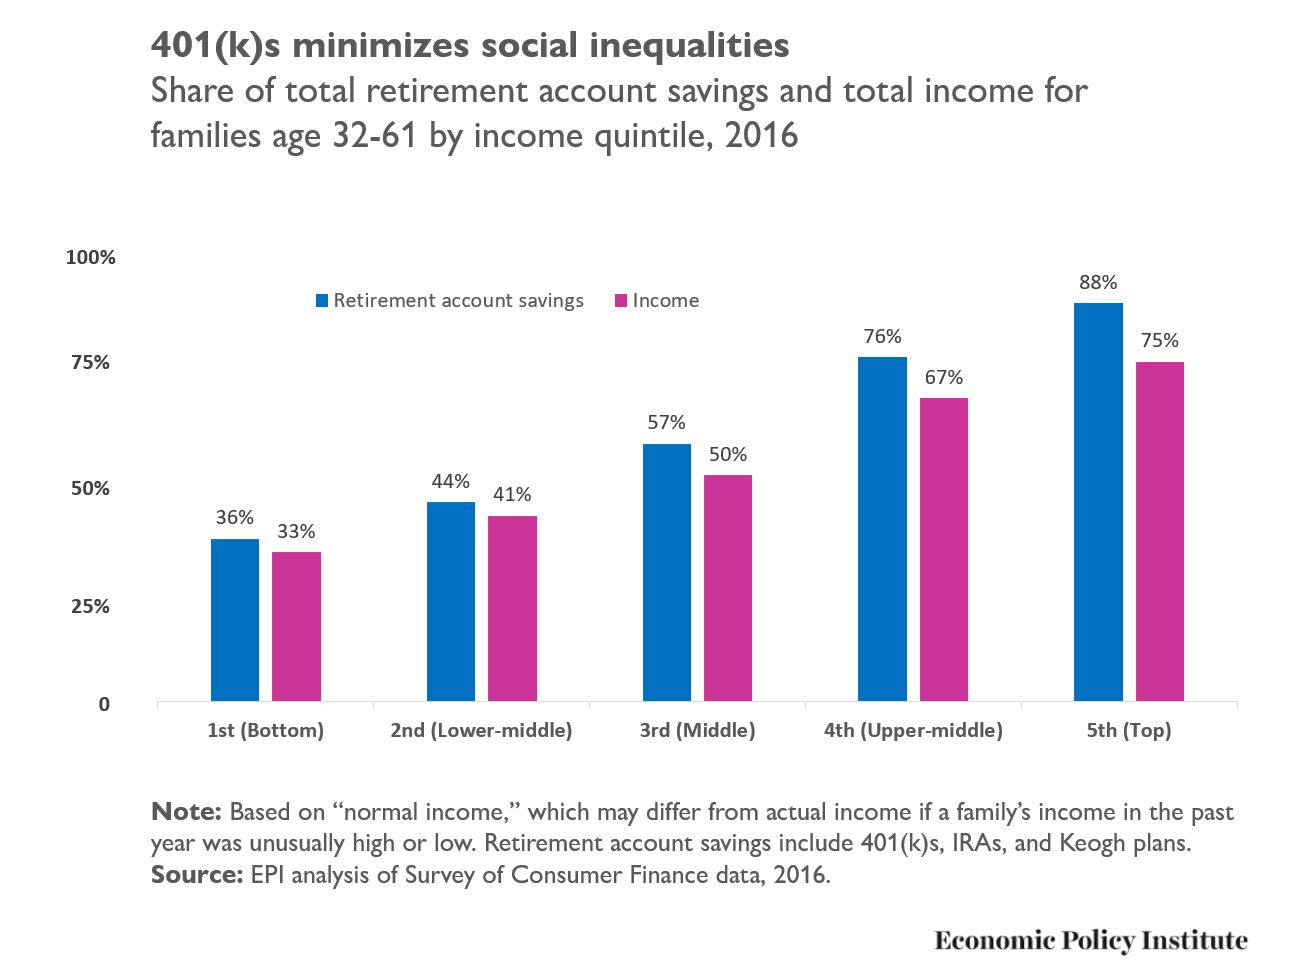 401(k)s minimizes social inequalities
Share of total retirement account savings and total income for
families age 32-61 by income quintile, 2016
100%
75%
50%
25%
0
Retirement account savings
Income
36%
33%
44%
41%
57%
50%
76%
67%
88%
75%
1st (Bottom)
2nd (Lower-middle)
3rd (Middle)
4th (Upper-middle)
5th (Top)
Note: Based on “normal income,” which may differ from actual income if a family’s income in the past
year was unusually high or low. Retirement account savings include 401(k)s, IRAs, and Keogh plans.
Source: EPI analysis of Survey of Consumer Finance data, 2016.
Economic Policy Institute